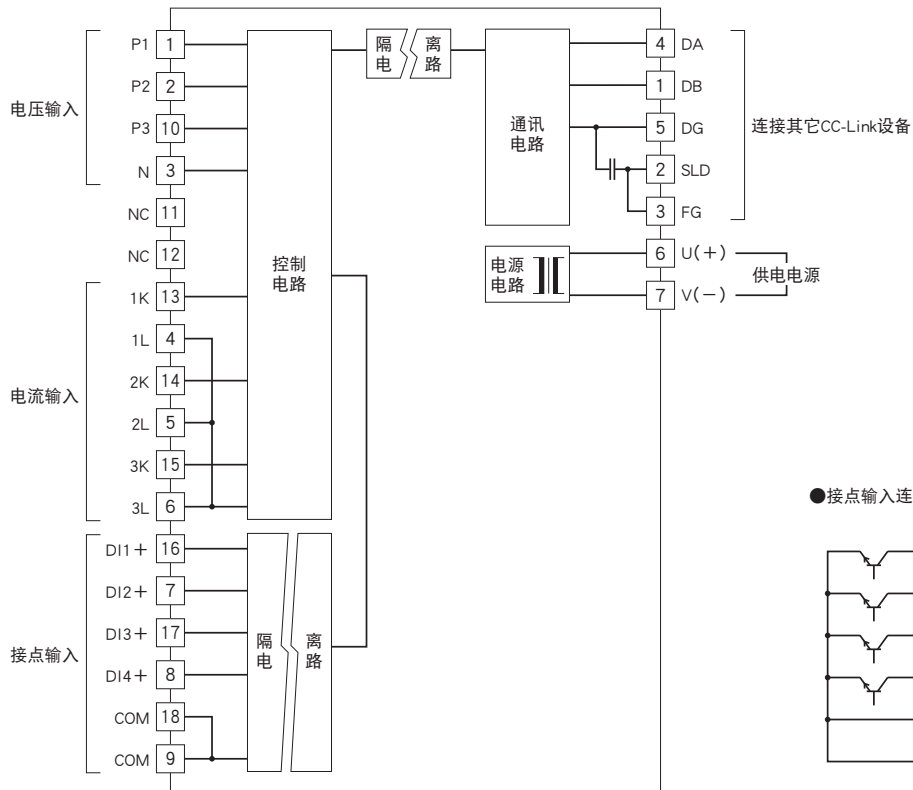 电压输入
P1 1
P2 2
P3 10
N 3
NC 11
NC 12
电流输入
1K 13
1L 4
2K 14
2L 5
3K 15
3L 6
接点输入
DI1+ 16
DI2+ 7
DI3+ 17
DI4+ 8
COM 18
COM 9
控制
电路
隔 离
电 路
隔 离
电 路
通讯
电路
电源
电路
4 DA
1 DB
5 DG
2 SLD
3 FG
连接其它CC-Link设备
6 U(+)
7 V(-)
供电电源
●接点输入连